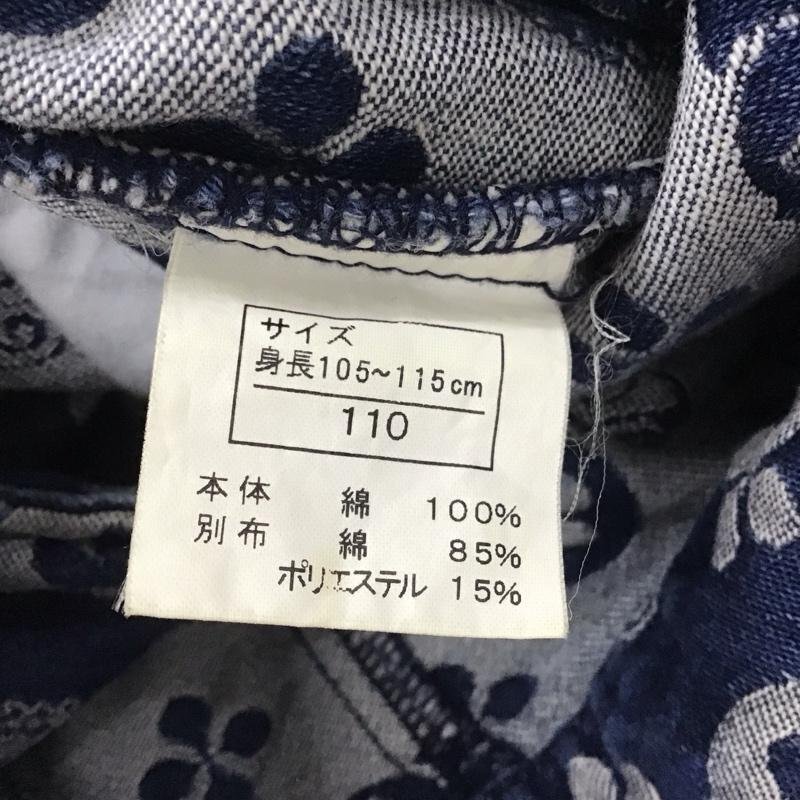 サイズ
身長105~115cm
110
本体 綿 100%
別布 綿 85%
ポリエステル 15%